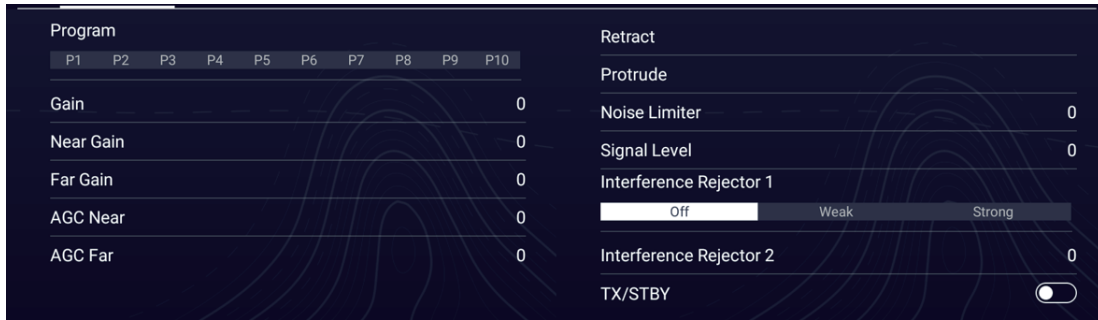 Program
P1 P2 P3 P4 P5 P6 P7 P8 P9 P10
Gain 0
Near Gain 0
Far Gain 0
AGC Near 0
AGC Far 0
Retract
Protrude
Noise Limiter 0
Signal Level 0
Interference Rejector 1
Off Weak Strong
Interference Rejector 2 0
TX/STBY